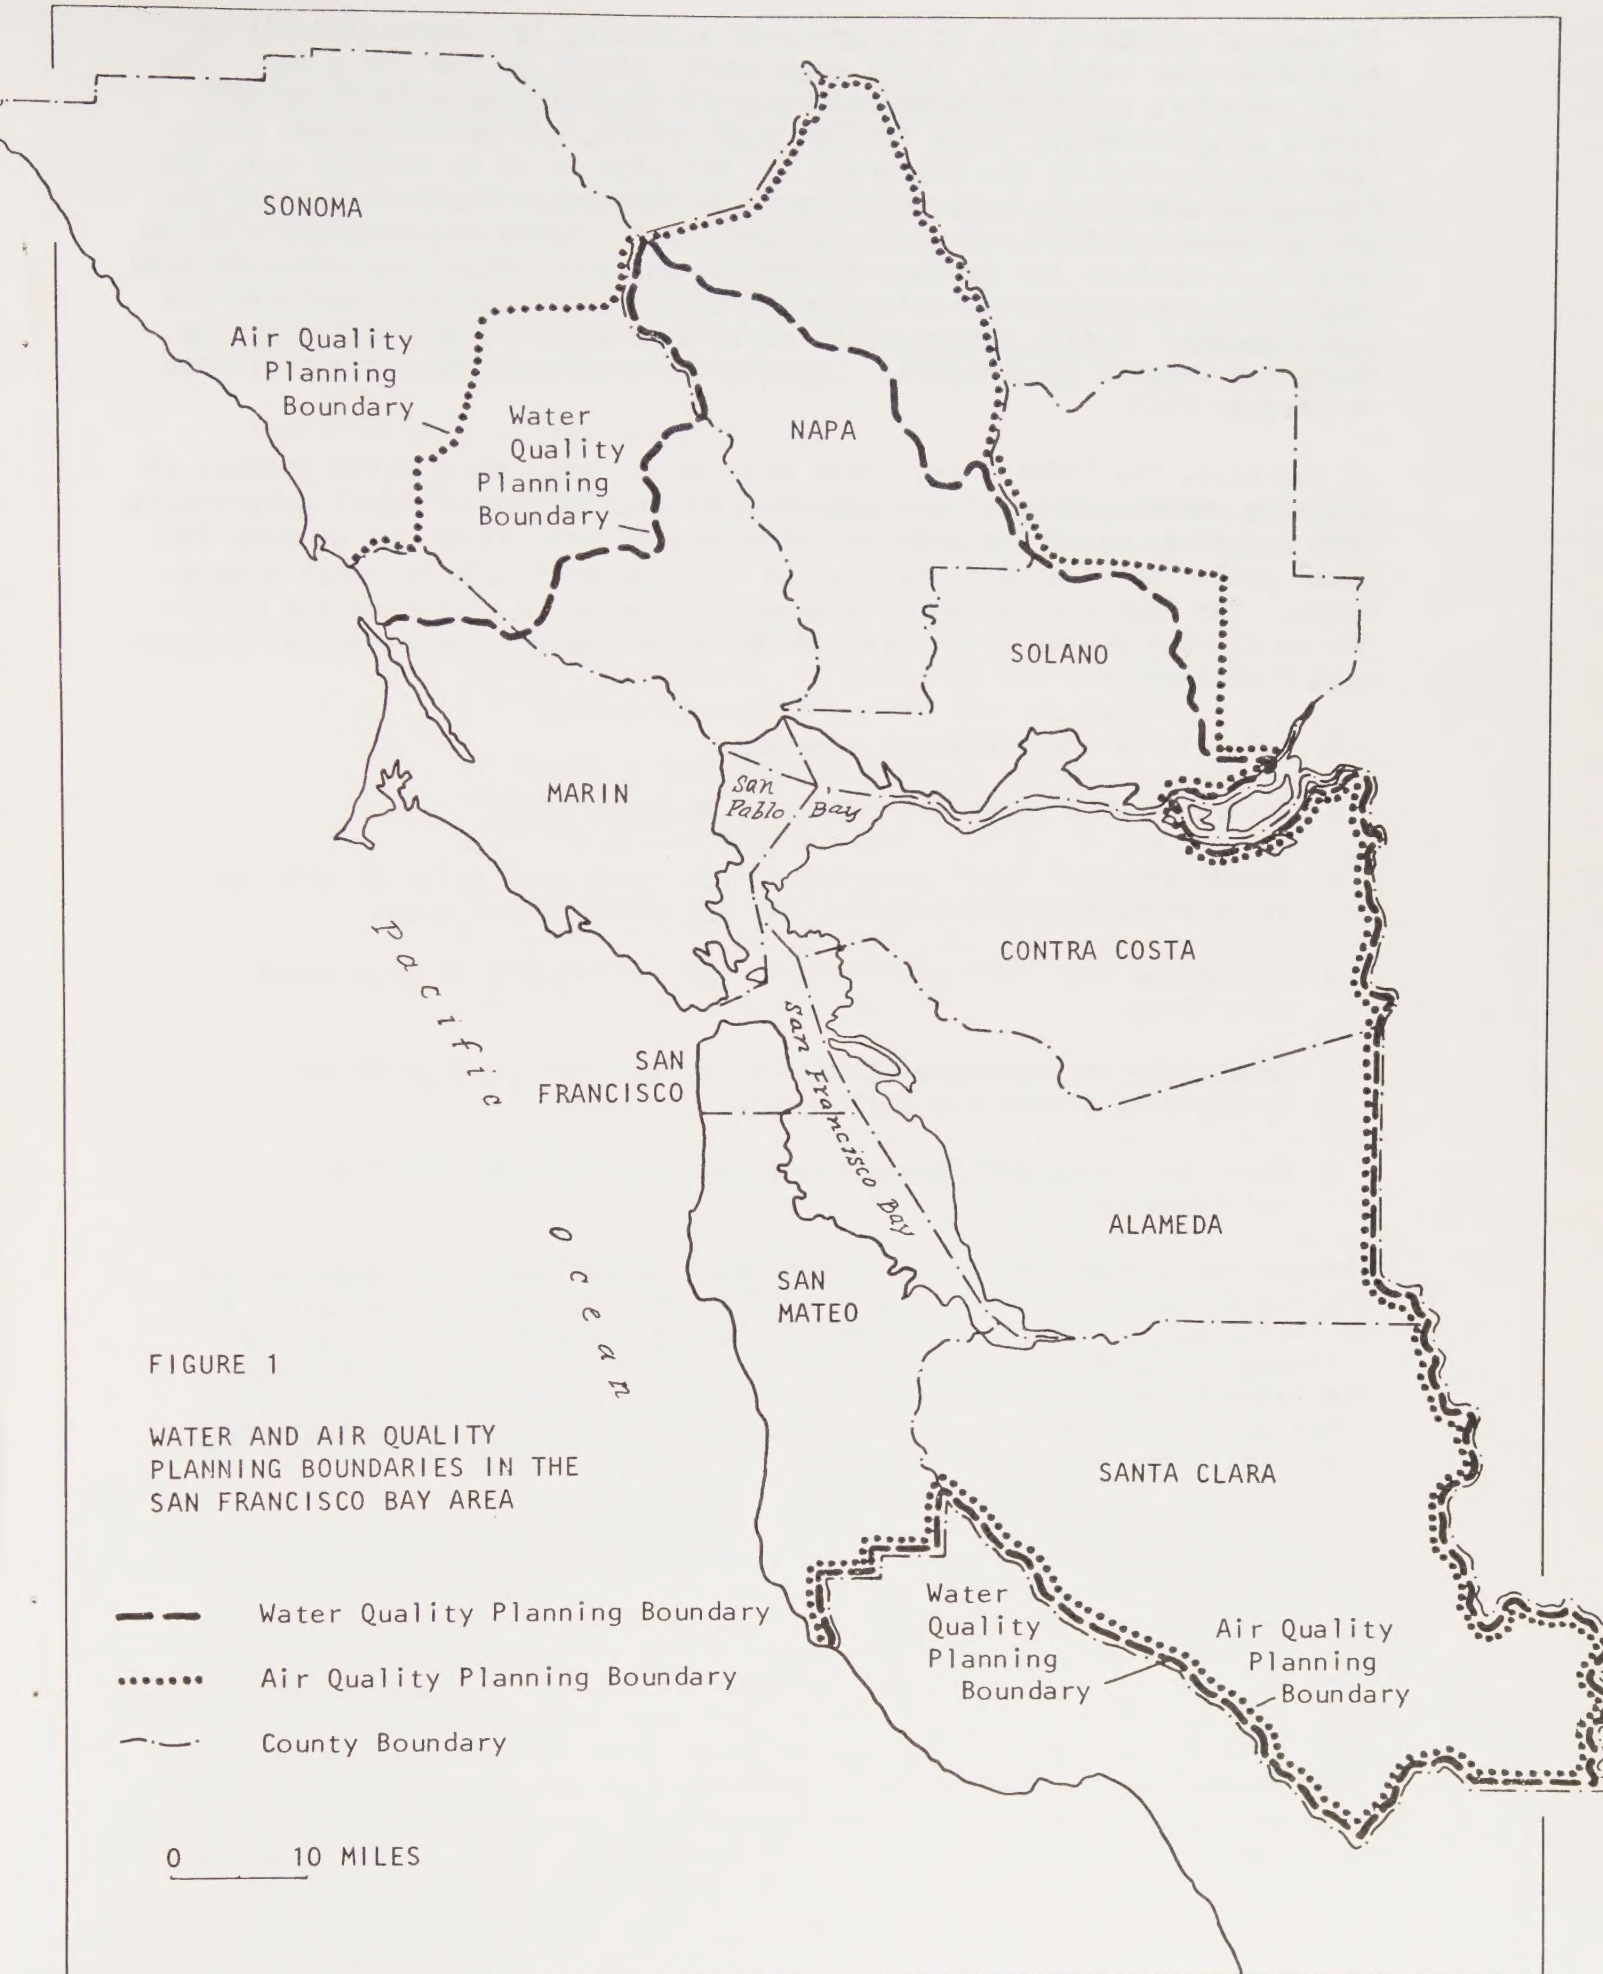 SONOMA
Air Quality
Planning
Boundary
Water
Quality
Planning
Boundary
NAPA
SOLANO
MARIN
San
Pablo
Bay
CONTRA COSTA
Pacific
Ocean
SAN
FRANCISCO
San Francisco Bay
ALAMEDA
SAN
MATEO
FIGURE 1
WATER AND AIR QUALITY
PLANNING BOUNDARIES IN THE
SAN FRANCISCO BAY AREA
SANTA CLARA
Water
Quality
Planning
Boundary
Air Quality
Planning
Boundary
Water Quality Planning Boundary
Air Quality Planning Boundary
County Boundary
0 10 MILES